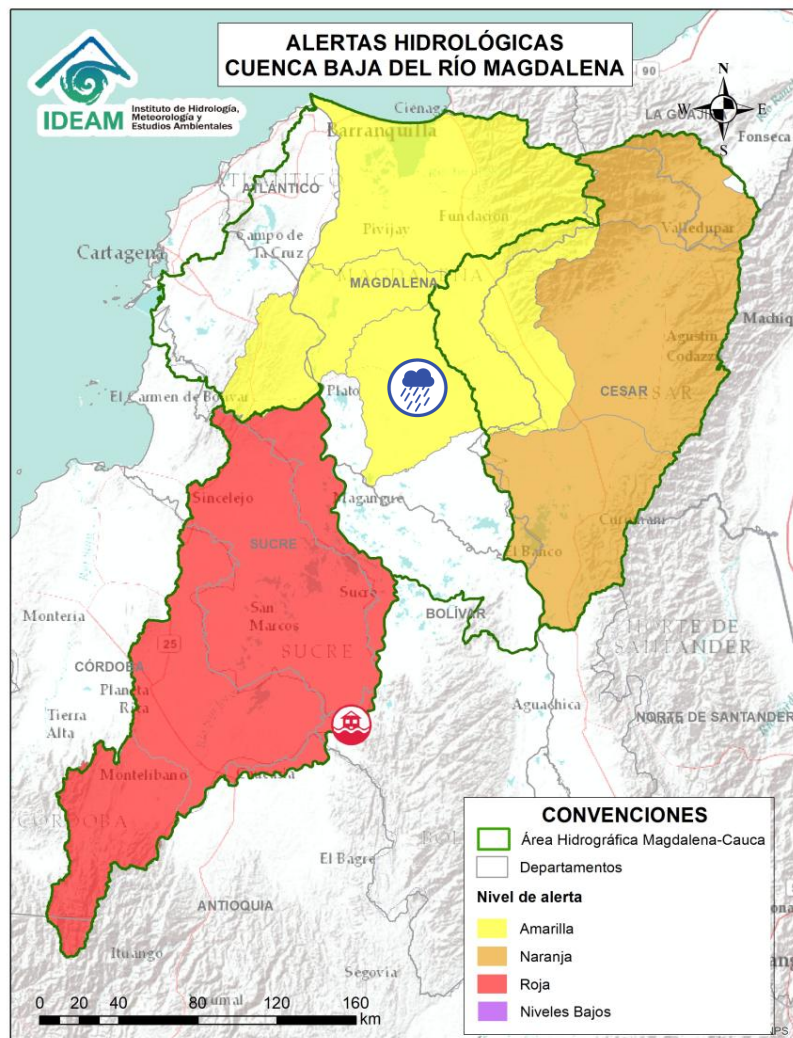 ALERTAS HIDROLÓGICAS
CUENCA BAJA DEL RÍO MAGDALENA
IDEAM
Instituto de Hidrología,
Meteorología y
Estudios Ambientales
90
N
W
E
S
LA GUAJIRA
Fonseca
Ciénaga
Barranquilla
ATLÁNTICO
Cartagena
Campo de
La Cruz
Pivijay
Fundación
MAGDALENA
Valledupar
Agustín
Codazzi
CESAR
El Carmen de Bolívar
Plato
Sincelejo
Magangué
SUCRE
Curumaní
El Banco
Sucre
Montería
San
Marcos
SUCRE
BOLÍVAR
NORTE DE
SANTANDER
25
CÓRDOBA
Planeta
Rica
Tierra
Alta
Aguachica
NORTE DE SANTANDER
Montelíbano
Caucasia
CÓRDOBA
El Bagre
ANTIOQUIA
Ituango
Segovia
0 20 40 80 120 160
km
CONVENCIONES
Área Hidrográfica Magdalena-Cauca
Departamentos
Nivel de alerta
Amarilla
Naranja
Roja
Niveles Bajos